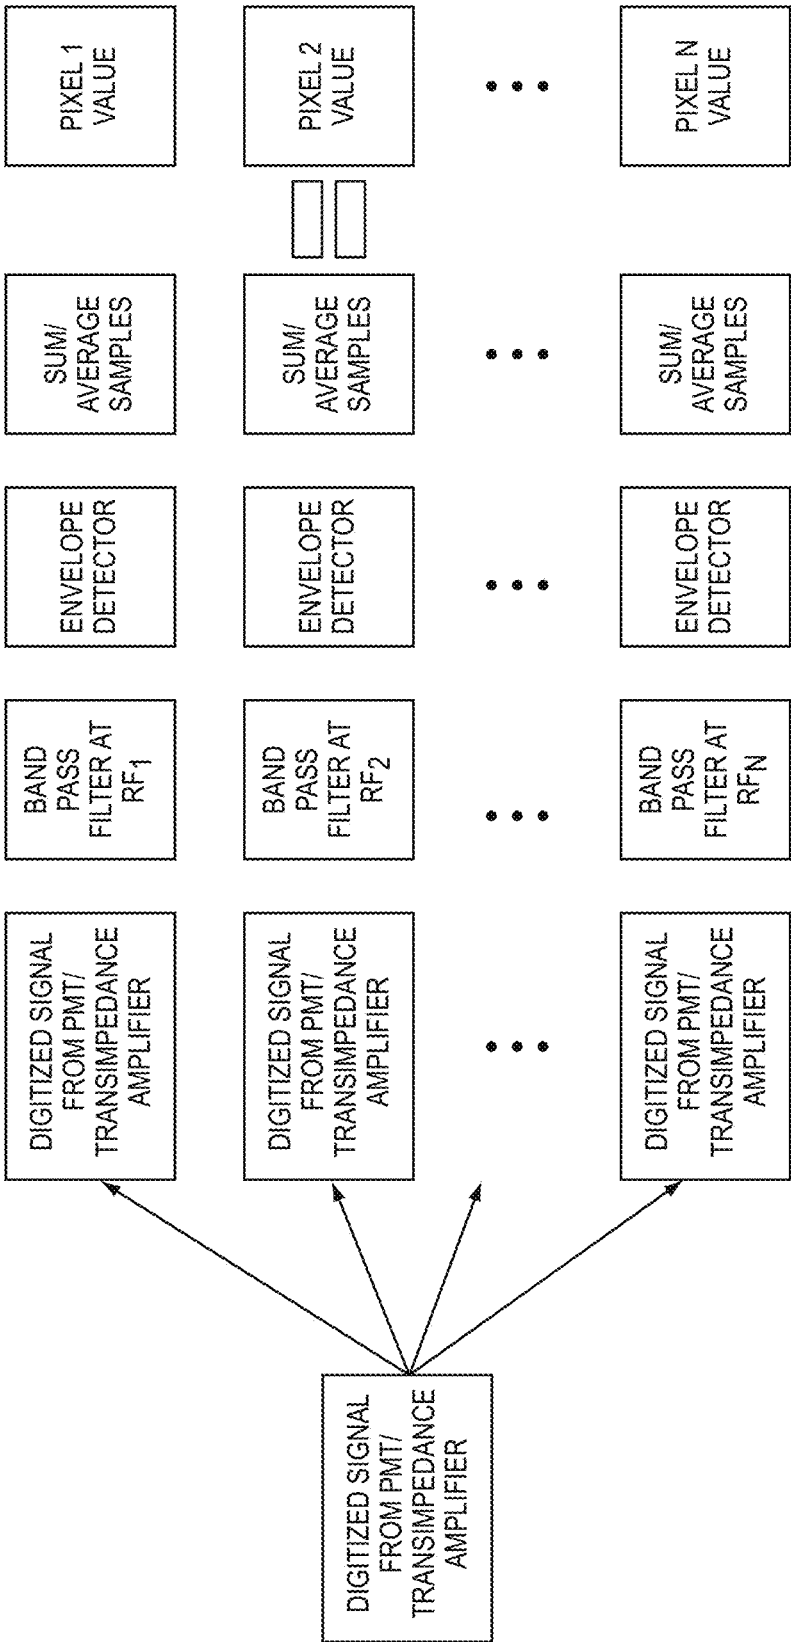 DIGITIZED SIGNAL
FROM PMT/
TRANSIMPEDANCE
AMPLIFIER
DIGITIZED SIGNAL
FROM PMT/
TRANSIMPEDANCE
AMPLIFIER
BAND
PASS
FILTER AT
RF1
ENVELOPE
DETECTOR
SUM/
AVERAGE
SAMPLES
PIXEL 1
VALUE
DIGITIZED SIGNAL
FROM PMT/
TRANSIMPEDANCE
AMPLIFIER
BAND
PASS
FILTER AT
RF2
ENVELOPE
DETECTOR
SUM/
AVERAGE
SAMPLES
PIXEL 2
VALUE
DIGITIZED SIGNAL
FROM PMT/
TRANSIMPEDANCE
AMPLIFIER
BAND
PASS
FILTER AT
RFN
ENVELOPE
DETECTOR
SUM/
AVERAGE
SAMPLES
PIXEL N
VALUE